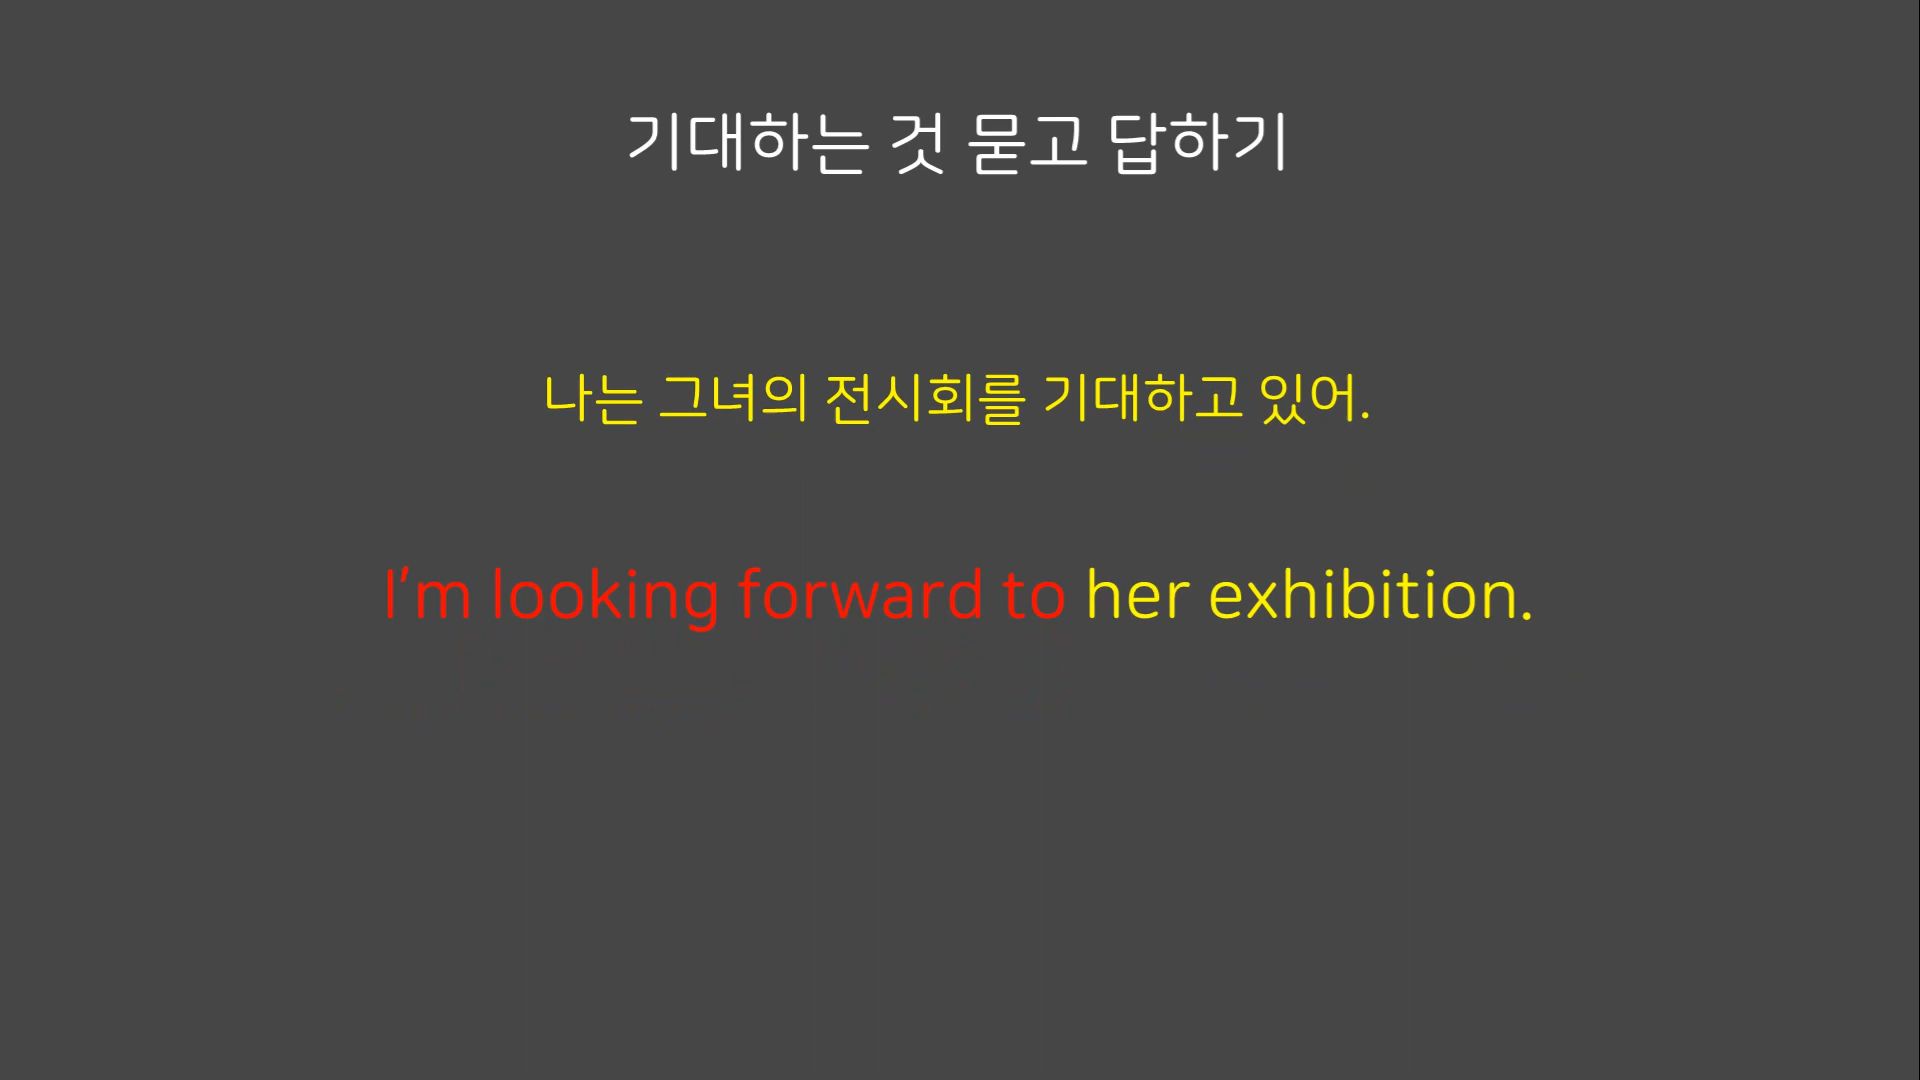 기대하는 것 묻고 답하기
나는 그녀의 전시회를 기대하고 있어.
I'm looking forward to her exhibition.